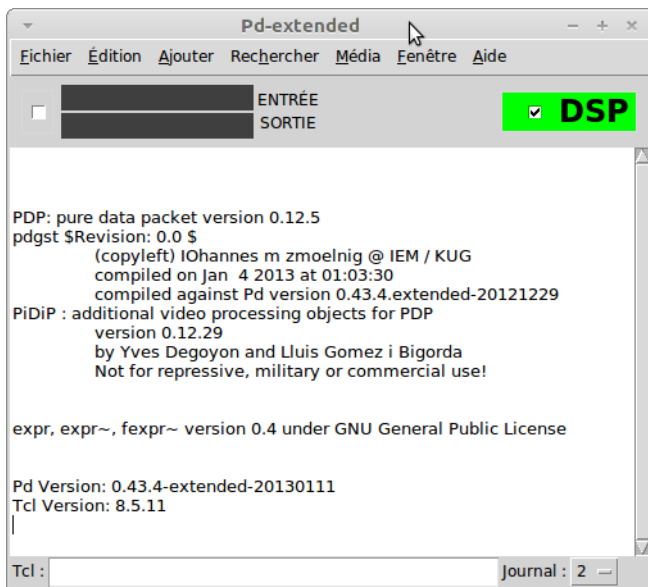 Pd-extended
Fichier Édition Ajouter Rechercher Média Fenêtre Aide
ENTRÉE
SORTIE
DSP
PDP: pure data packet version 0.12.5
pdgst $Revision: 0.0 $
(copyleft) IOhannes m zmoelnig @ IEM / KUG
compiled on Jan  4 2013 at 01:03:30
compiled against Pd version 0.43.4.extended-20121229
PiDiP : additional video processing objects for PDP
version 0.12.29
by Yves Degoyon and Lluis Gomez i Bigorda
Not for repressive, military or commercial use!
expr, expr~, fexpr~ version 0.4 under GNU General Public License
Pd Version: 0.43.4-extended-20130111
Tcl Version: 8.5.11
Tcl : Journal : 2